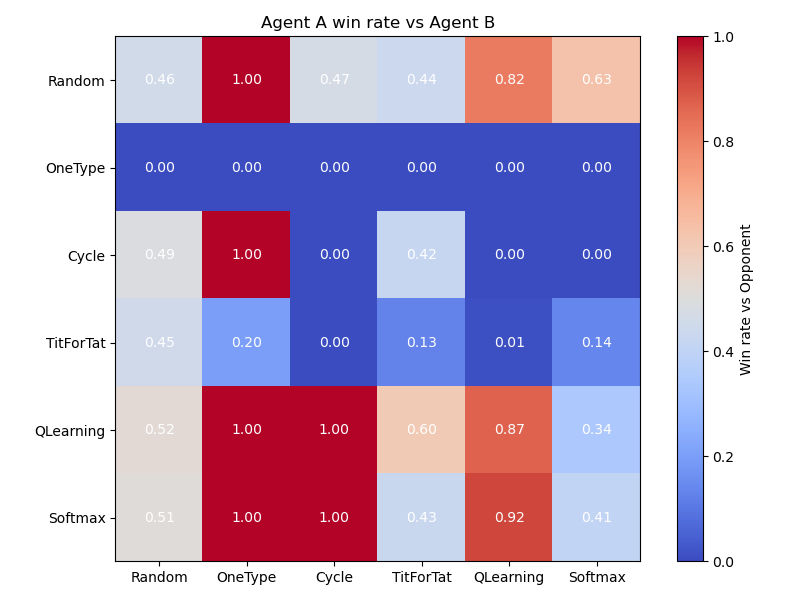 Agent A win rate vs Agent B
Random 0.46 1.00 0.47 0.44 0.82 0.63
OneType 0.00 0.00 0.00 0.00 0.00 0.00
Cycle 0.49 1.00 0.00 0.42 0.00 0.00
TitForTat 0.45 0.20 0.00 0.13 0.01 0.14
QLearning 0.52 1.00 1.00 0.60 0.87 0.34
Softmax 0.51 1.00 1.00 0.43 0.92 0.41
Random OneType Cycle TitForTat QLearning Softmax
1.0
0.8
0.6
0.4
0.2
0.0
Win rate vs Opponent